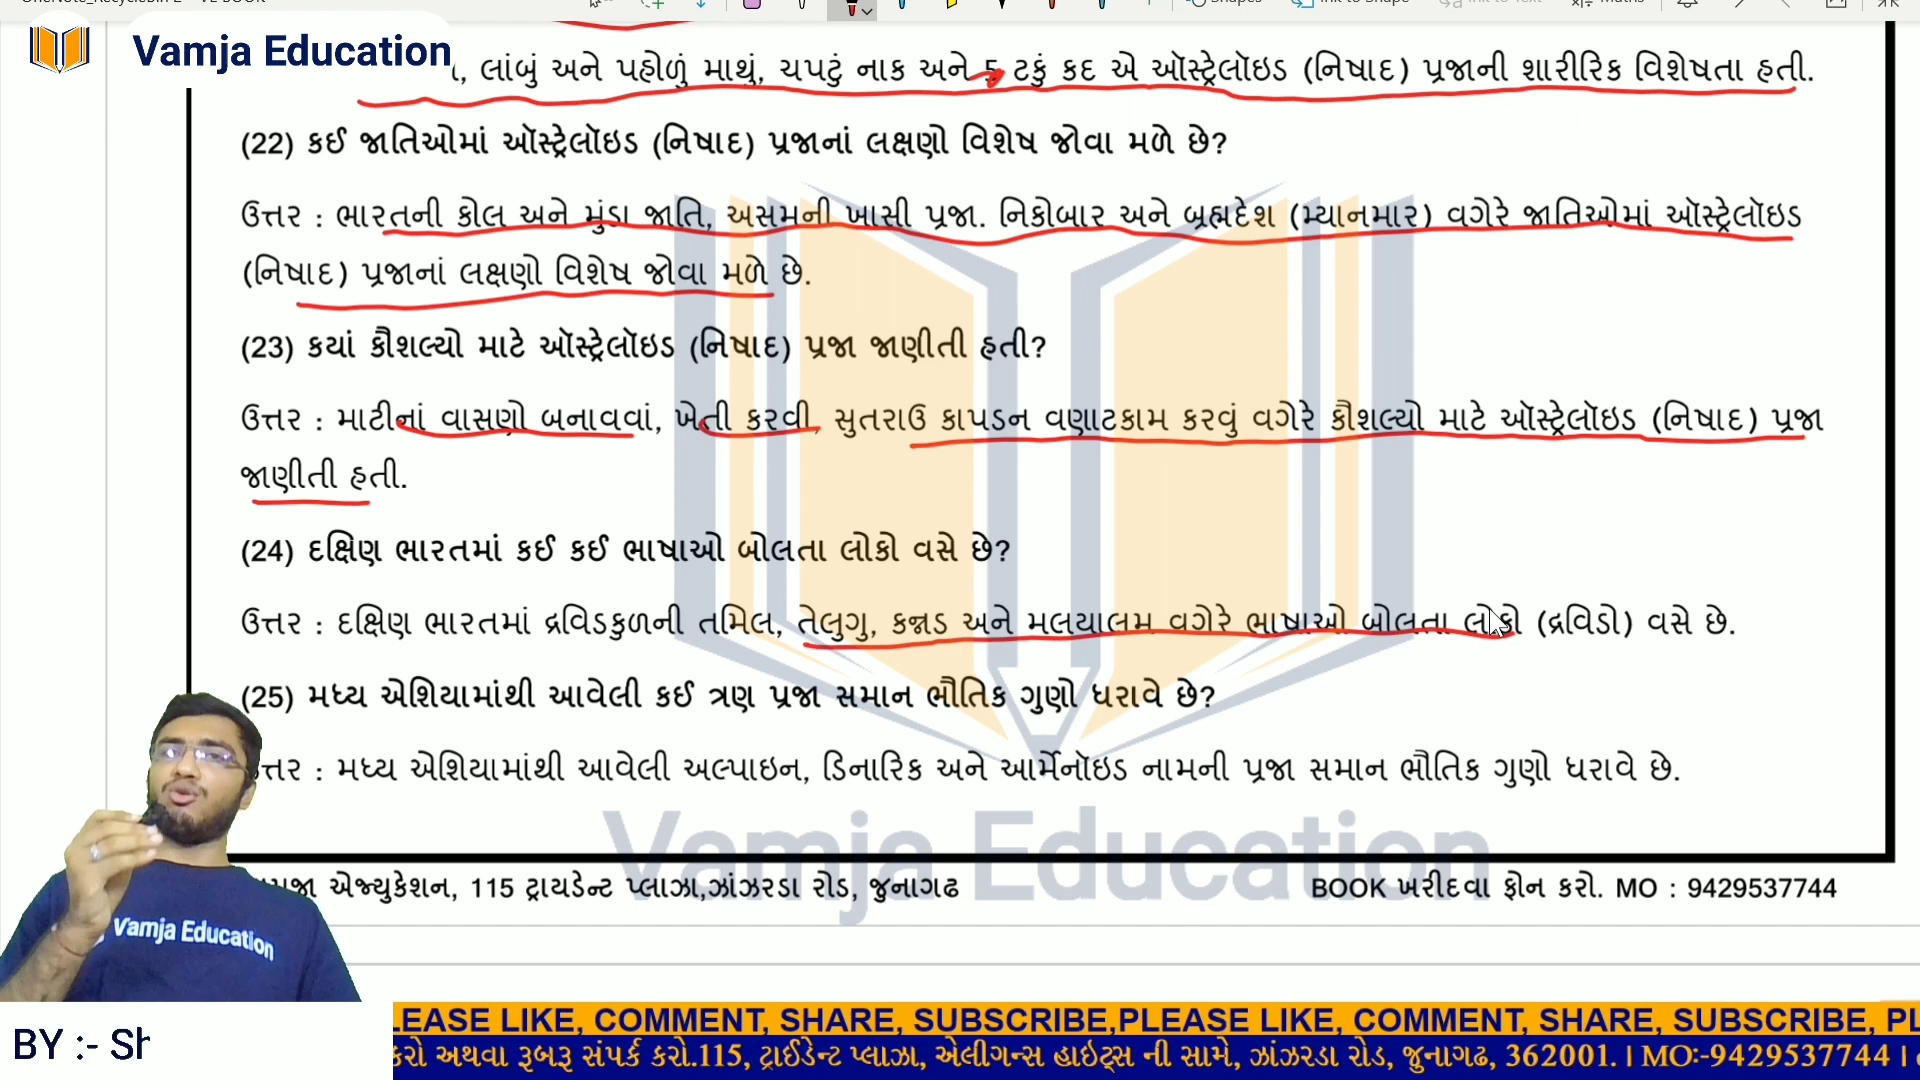 Vamja Education
લાંબું અને પહોળું માથું, ચપટું નાક અને ટૂંકું કદ એ ઑસ્ટ્રેલૉઇડ (નિષાદ) પ્રજાની શારીરિક વિશેષતા હતી.
(22) કઈ જાતિઓમાં ઑસ્ટ્રેલૉઇડ (નિષાદ) પ્રજાનાં લક્ષણો વિશેષ જોવા મળે છે?
ઉત્તર : ભારતની કોલ અને મુંડા જાતિ, અસમની ખાસી પ્રજા. નિકોબાર અને બ્રહ્મદેશ (મ્યાનમાર) વગેરે જાતિઓમાં ઑસ્ટ્રેલૉઇડ
(નિષાદ) પ્રજાનાં લક્ષણો વિશેષ જોવા મળે છે.
(23) કયાં કૌશલ્યો માટે ઑસ્ટ્રેલૉઇડ (નિષાદ) પ્રજા જાણીતી હતી?
ઉત્તર : માટીનાં વાસણો બનાવવાં, ખેતી કરવી, સુતરાઉ કાપડન વણાટકામ કરવું વગેરે કૌશલ્યો માટે ઑસ્ટ્રેલૉઇડ (નિષાદ) પ્રજા
જાણીતી હતી.
(24) દક્ષિણ ભારતમાં કઈ કઈ ભાષાઓ બોલતા લોકો વસે છે?
ઉત્તર : દક્ષિણ ભારતમાં દ્રવિડકુળની તમિલ, તેલુગુ, કન્નડ અને મલયાલમ વગેરે ભાષાઓ બોલતા લોકો (દ્રવિડો) વસે છે.
(25) મધ્ય એશિયામાંથી આવેલી કઈ ત્રણ પ્રજા સમાન ભૌતિક ગુણો ધરાવે છે?
ત્તર : મધ્ય એશિયામાંથી આવેલી અલ્પાઇન, ડિનારિક અને આર્મેનૉઇડ નામની પ્રજા સમાન ભૌતિક ગુણો ધરાવે છે.
Vamja Education
એજ્યુકેશન, 115 ટ્રાયડેન્ટ પ્લાઝા,ઝાંઝરડા રોડ, જુનાગઢ
BOOK ખરીદવા ફોન કરો. MO : 9429537744
Vamja Education
LEASE LIKE, COMMENT, SHARE, SUBSCRIBE,PLEASE LIKE, COMMENT, SHARE, SUBSCRIBE, PL
કરો અથવા રૂબરૂ સંપર્ક કરો.115, ટ્રાઈડેન્ટ પ્લાઝા, એલીગન્સ હાઇટ્સ ની સામે, ઝાંઝરડા રોડ, જુનાગઢ, 362001. | MO:-9429537744 |
BY :- Sh